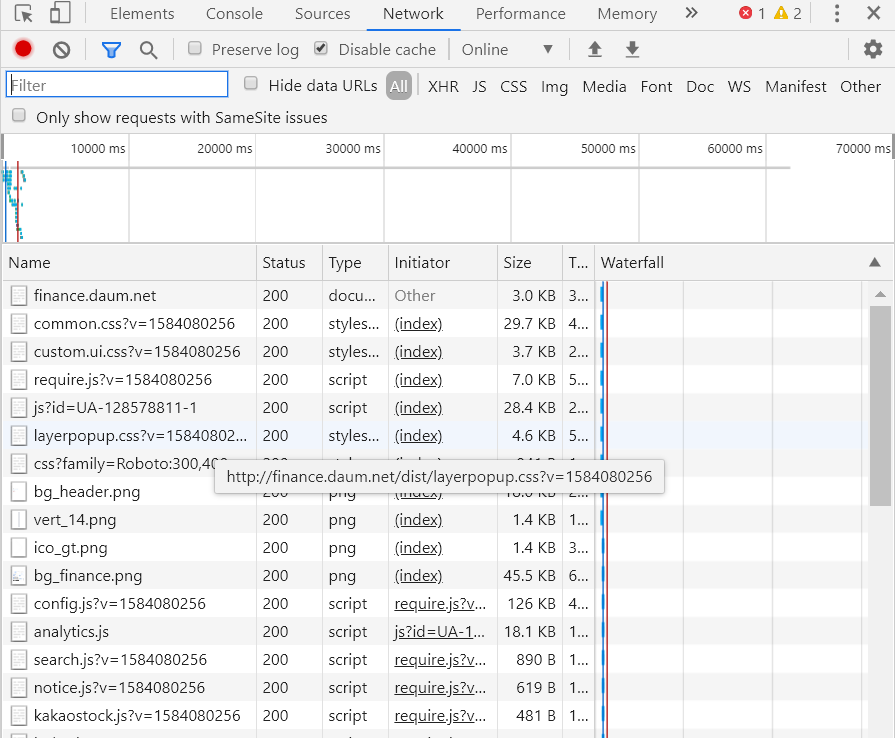 Elements Console Sources Network Performance Memory » 1 2
Preserve log Disable cache Online
Filter Hide data URLs All XHR JS CSS Img Media Font Doc WS Manifest Other
Only show requests with SameSite issues
10000 ms 20000 ms 30000 ms 40000 ms 50000 ms 60000 ms 70000 ms
Name Status Type Initiator Size T... Waterfall
finance.daum.net 200 docu... Other 3.0 KB 3...
common.css?v=1584080256 200 styles... (index) 29.7 KB 4...
custom.ui.css?v=1584080256 200 styles... (index) 3.7 KB 2...
require.js?v=1584080256 200 script (index) 7.0 KB 5...
js?id=UA-128578811-1 200 script (index) 28.4 KB 2...
layerpopup.css?v=15840802... 200 styles... (index) 4.6 KB 5...
css?family=Roboto:300,400
http://finance.daum.net/dist/layerpopup.css?v=1584080256
bg_header.png 200 png (index)
vert_14.png 200 png (index) 1.4 KB 1...
ico_gt.png 200 png (index) 1.4 KB 3...
bg_finance.png 200 png (index) 45.5 KB 6...
config.js?v=1584080256 200 script require.js?v... 126 KB 4...
analytics.js 200 script js?id=UA-1... 18.1 KB 1...
search.js?v=1584080256 200 script require.js?v... 890 B 1...
notice.js?v=1584080256 200 script require.js?v... 619 B 1...
kakaostock.js?v=1584080256 200 script require.js?v... 481 B 1...